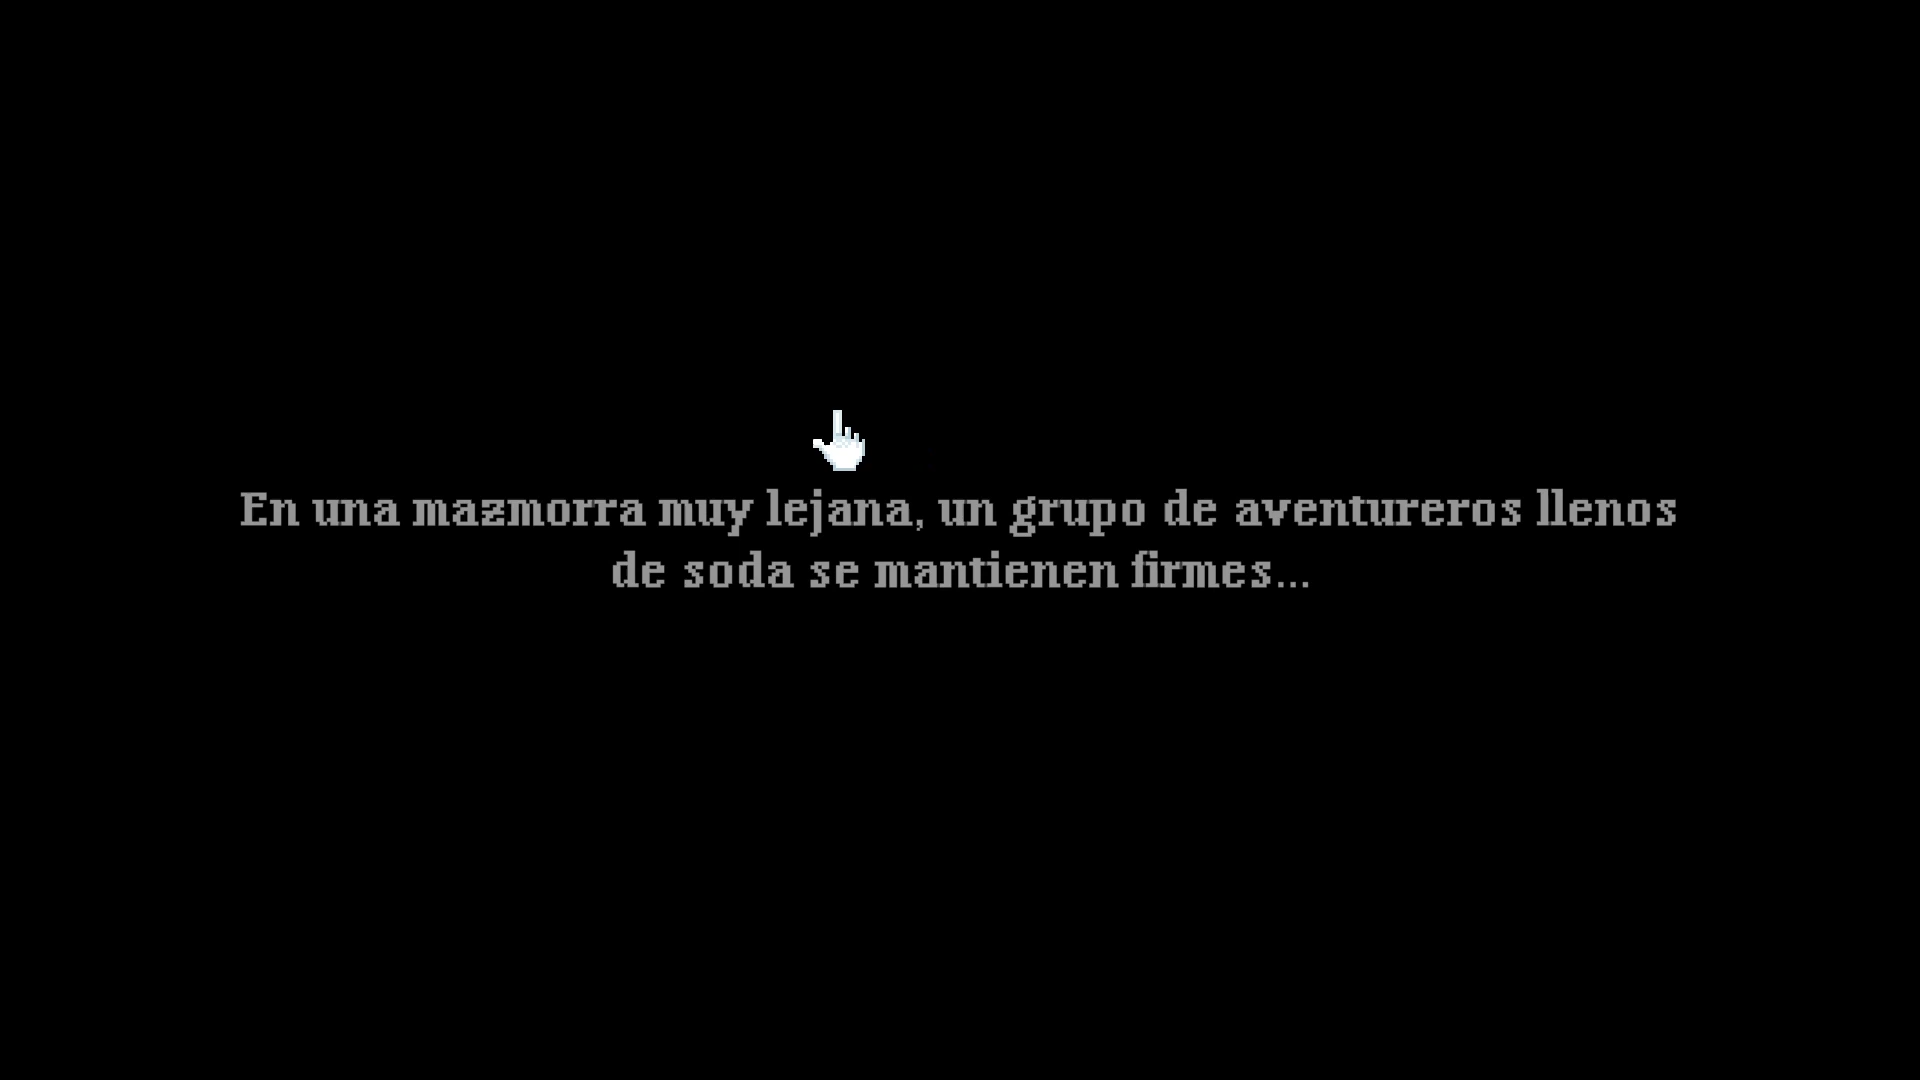 En una mazmorra muy lejana, un grupo de aventureros llenos
de soda se mantienen firmes...